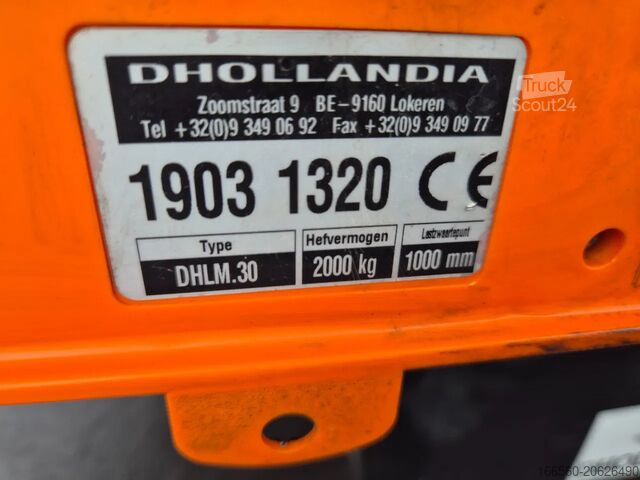 DHOLLANDIA
Zoomstraat 9 BE-9160 Lokeren
Tel +32(0)9 349 06 92 Fax +32(0)9 349 09 77
1903 1320 CE
Type Hefvermogen Lastzwaartepunt
DHLM.30 2000 kg 1000 mm
Truck
Scout24
166560-20626490